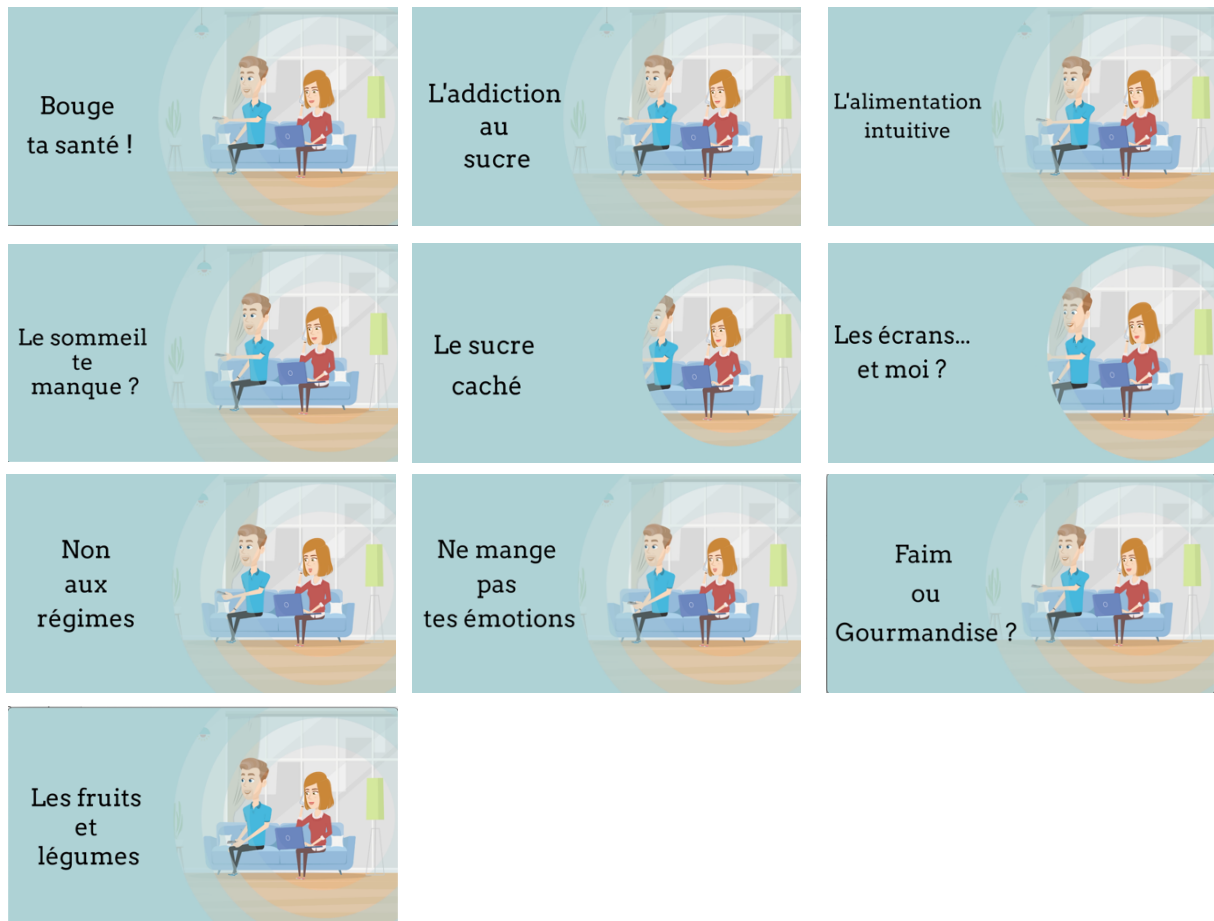 Bouge
ta santé !
L'addiction
au
sucre
L'alimentation
intuitive
Le sommeil
te
manque ?
Le sucre
caché
Les écrans...
et moi ?
Non
aux
régimes
Ne mange
pas
tes émotions
Faim
ou
Gourmandise ?
Les fruits
et
légumes